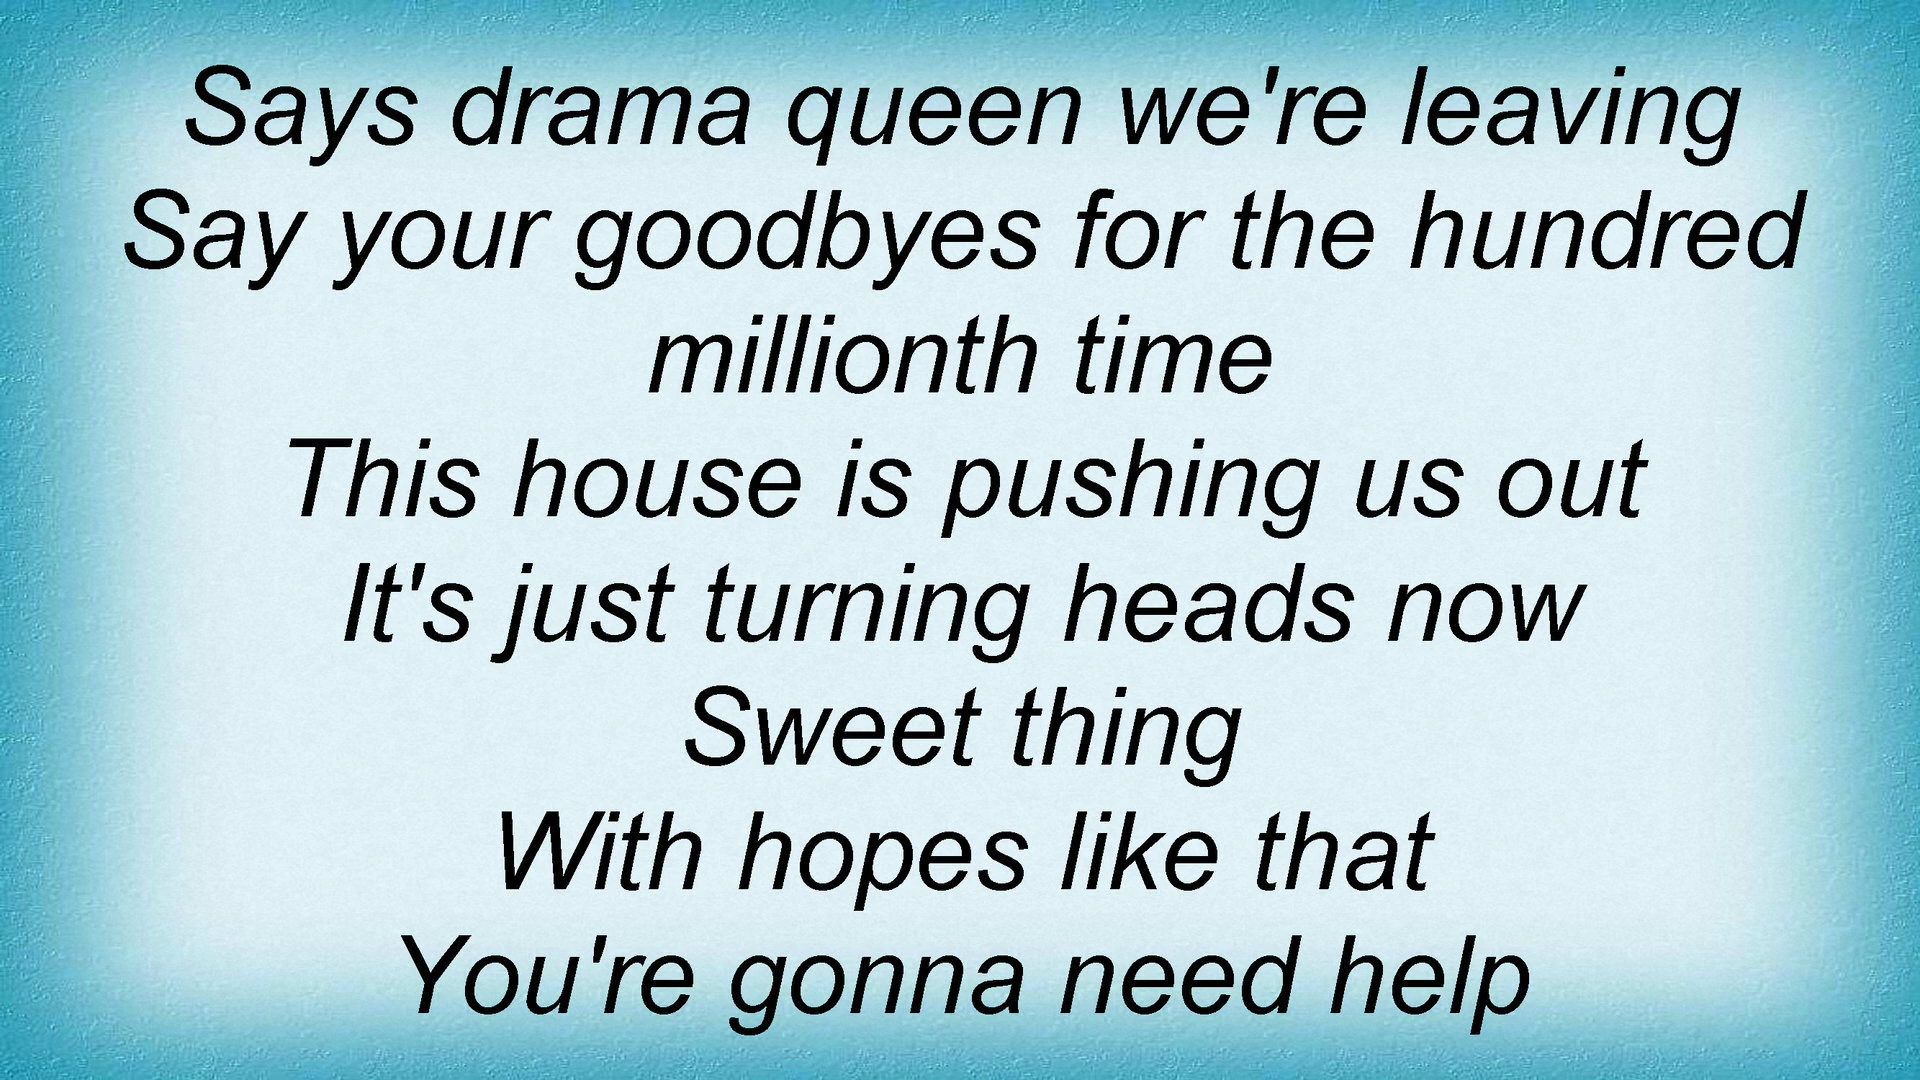 Says drama queen we're leaving
Say your goodbyes for the hundred
millionth time
This house is pushing us out
It's just turning heads now
Sweet thing
With hopes like that
You're gonna need help